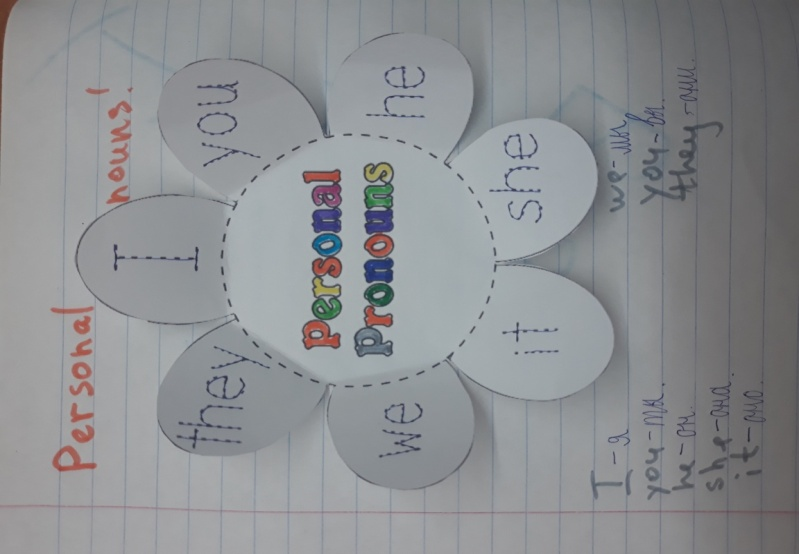 Personal
nouns!
I
you
he
she
it
we
they
personal
pronouns
I - я
you - ты.
he - он.
she - она.
it - оно.
we - мы
you - вы.
they - они.